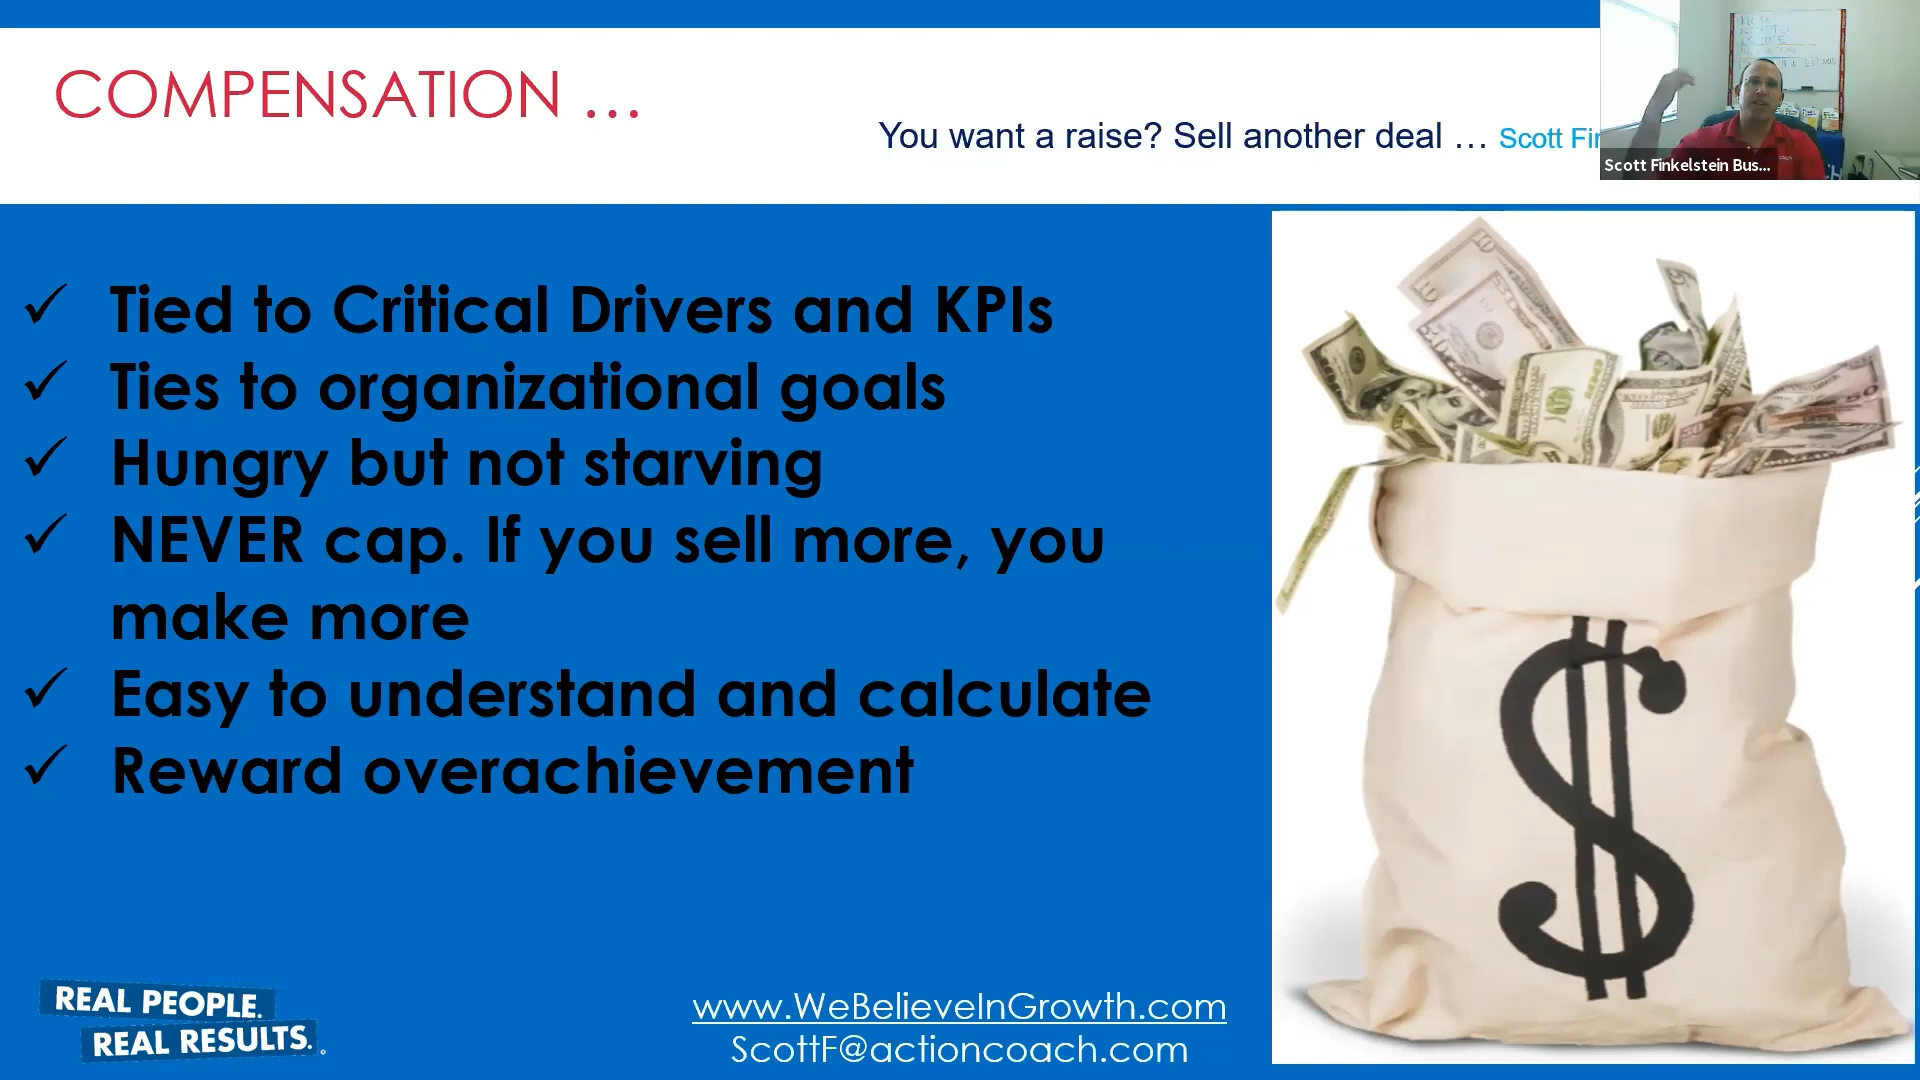 COMPENSATION ...
You want a raise? Sell another deal ... Scott Fin
Scott Finkelstein Bus...
✓ Tied to Critical Drivers and KPIs
✓ Ties to organizational goals
✓ Hungry but not starving
✓ NEVER cap. If you sell more, you
make more
✓ Easy to understand and calculate
✓ Reward overachievement
$
REAL PEOPLE.
REAL RESULTS.
www.WeBelieveInGrowth.com
ScottF@actioncoach.com